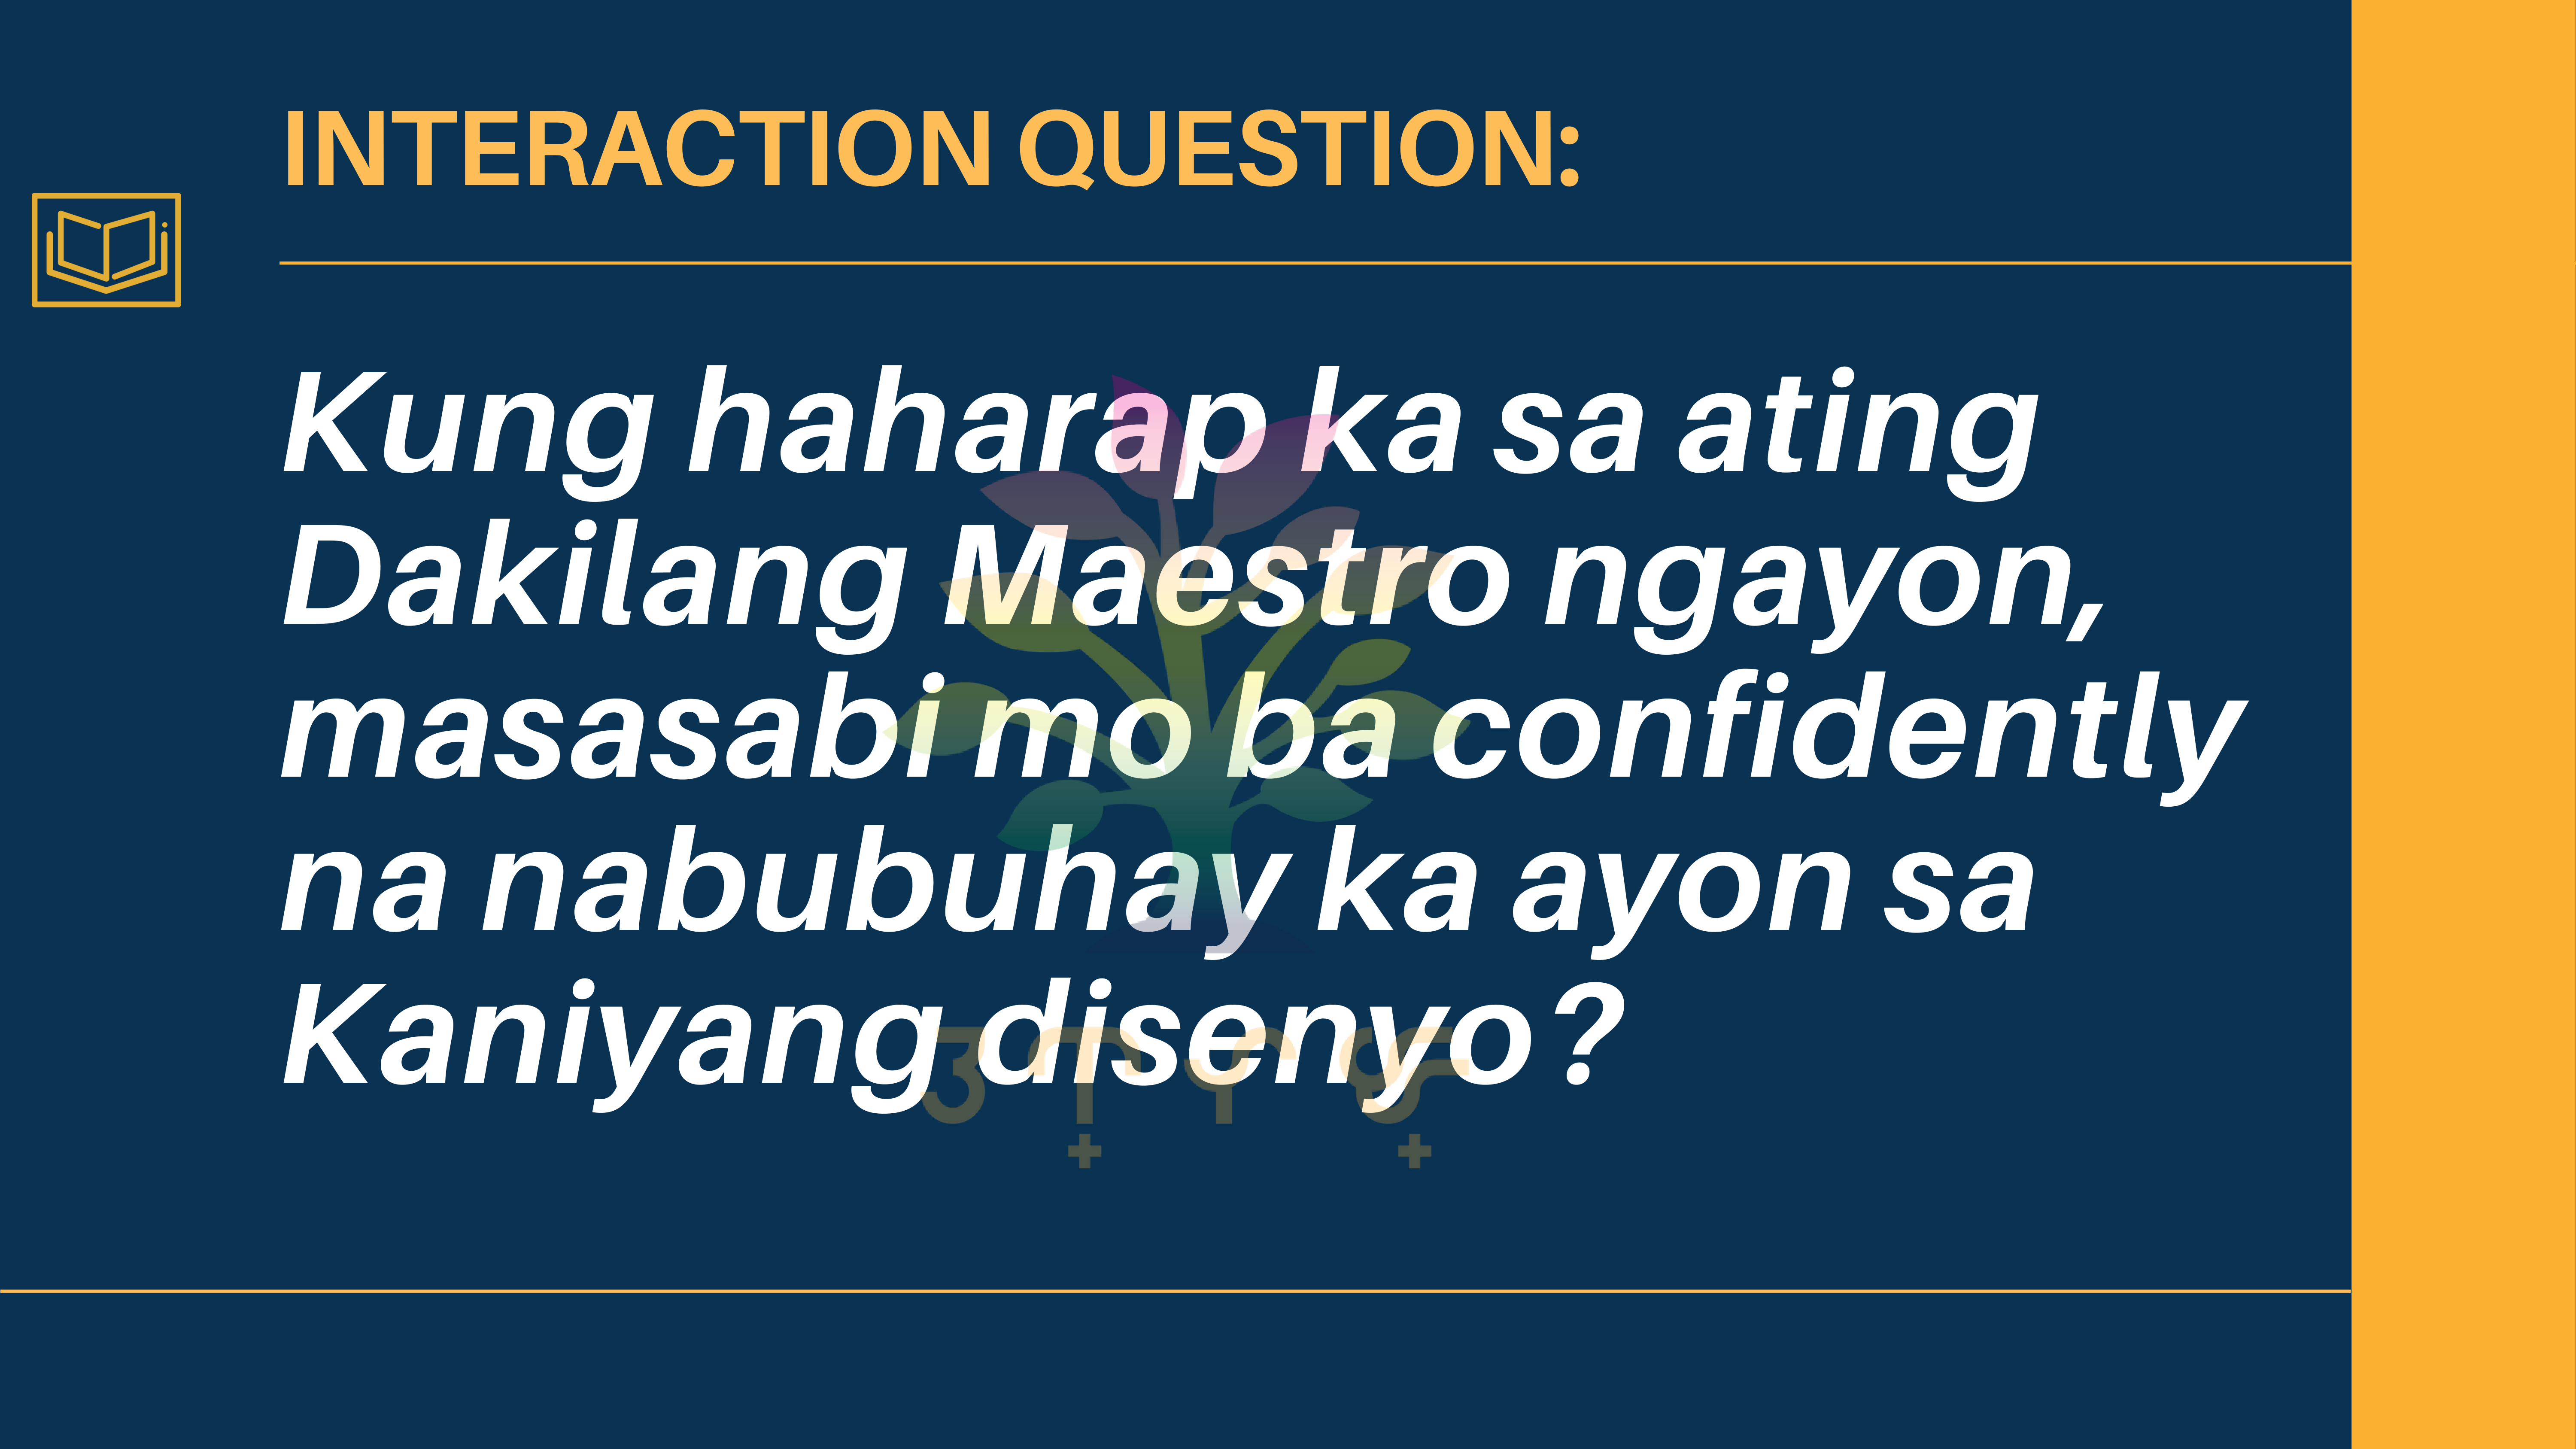 INTERACTION QUESTION:
Kung haharap ka sa ating
Dakilang Maestro ngayon,
masasabi mo ba confidently
na nabubuhay ka ayon sa
Kaniyang disenyo?